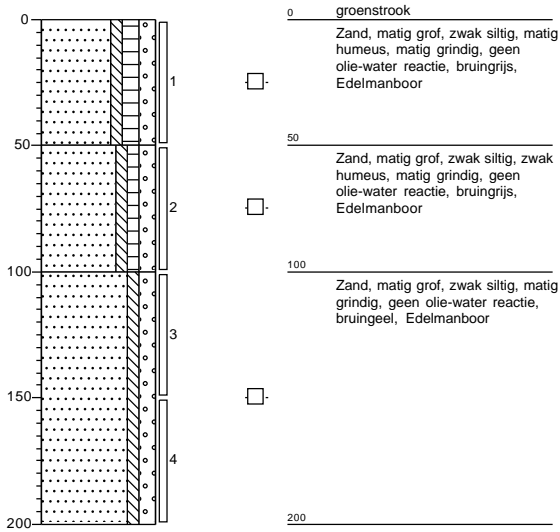 0
0 groenstrook
Zand, matig grof, zwak siltig, matig
humeus, matig grindig, geen
olie-water reactie, bruingrijs,
Edelmanboor
1
50
50
Zand, matig grof, zwak siltig, zwak
humeus, matig grindig, geen
olie-water reactie, bruingrijs,
Edelmanboor
2
100
100
Zand, matig grof, zwak siltig, matig
grindig, geen olie-water reactie,
bruingeel, Edelmanboor
3
150
4
200
200